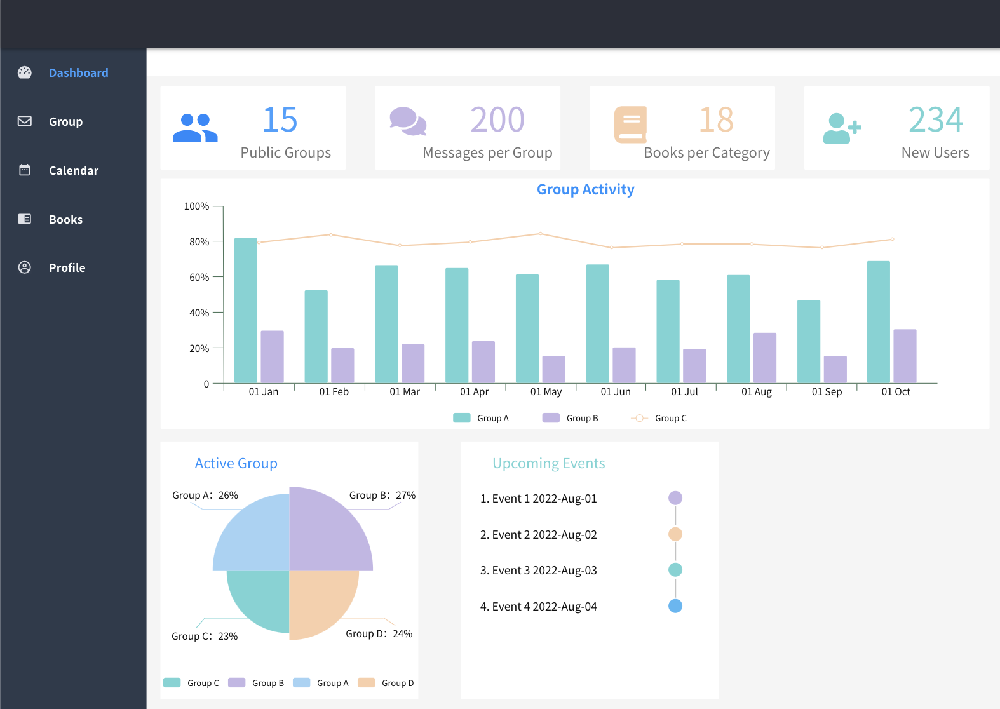 Dashboard
Group
Calendar
Books
Profile
15
Public Groups
200
Messages per Group
18
Books per Category
234
New Users
Group Activity
100%
80%
60%
40%
20%
0
01 Jan 01 Feb 01 Mar 01 Apr 01 May 01 Jun 01 Jul 01 Aug 01 Sep 01 Oct
Group A Group B Group C
Active Group
Group A: 26%
Group B: 27%
Group C: 23%
Group D: 24%
Group C Group B Group A Group D
Upcoming Events
1. Event 1 2022-Aug-01
2. Event 2 2022-Aug-02
3. Event 3 2022-Aug-03
4. Event 4 2022-Aug-04